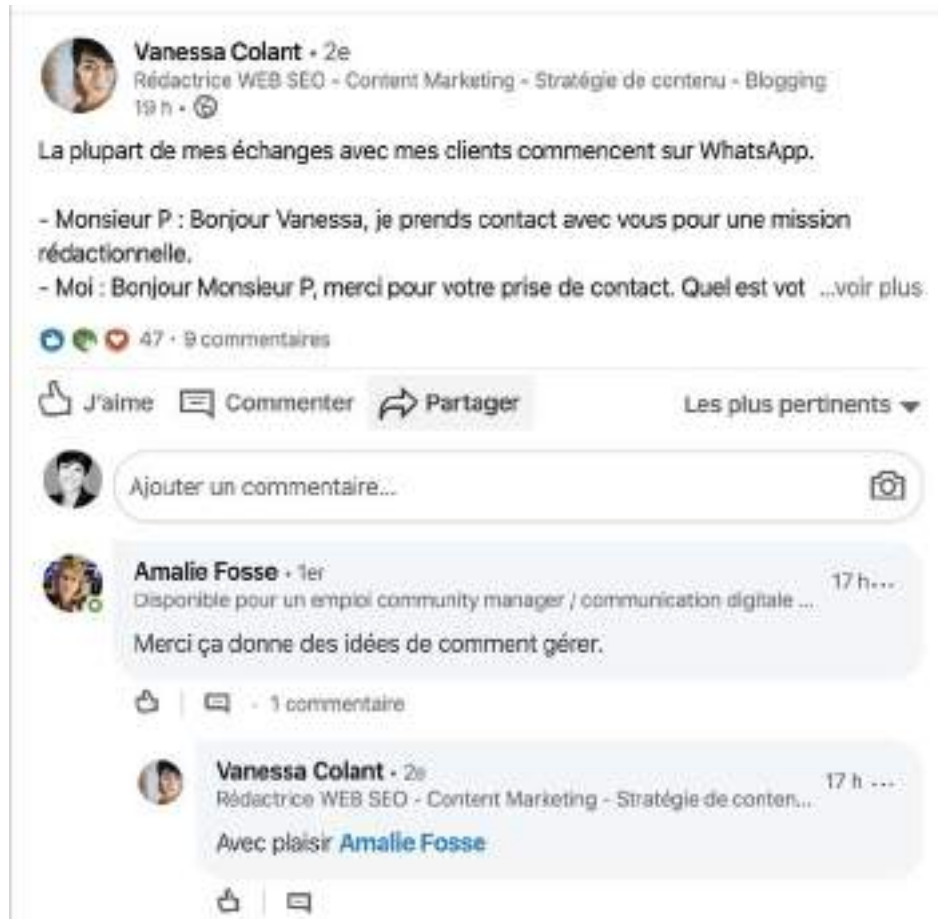 Vanessa Colant • 2e
Rédactrice WEB SEO - Content Marketing - Stratégie de contenu - Blogging
19 h •
La plupart de mes échanges avec mes clients commencent sur WhatsApp.
- Monsieur P : Bonjour Vanessa, je prends contact avec vous pour une mission
rédactionnelle.
- Moi : Bonjour Monsieur P, merci pour votre prise de contact. Quel est vot ...voir plus
47 · 9 commentaires
J'aime Commenter Partager Les plus pertinents
Ajouter un commentaire...
Amalie Fosse • 1er
17 h...
Disponible pour un emploi community manager / communication digitale ...
Merci ça donne des idées de comment gérer.
· 1 commentaire
Vanessa Colant • 2e
17 h ...
Rédactrice WEB SEO - Content Marketing - Stratégie de conten...
Avec plaisir Amalie Fosse